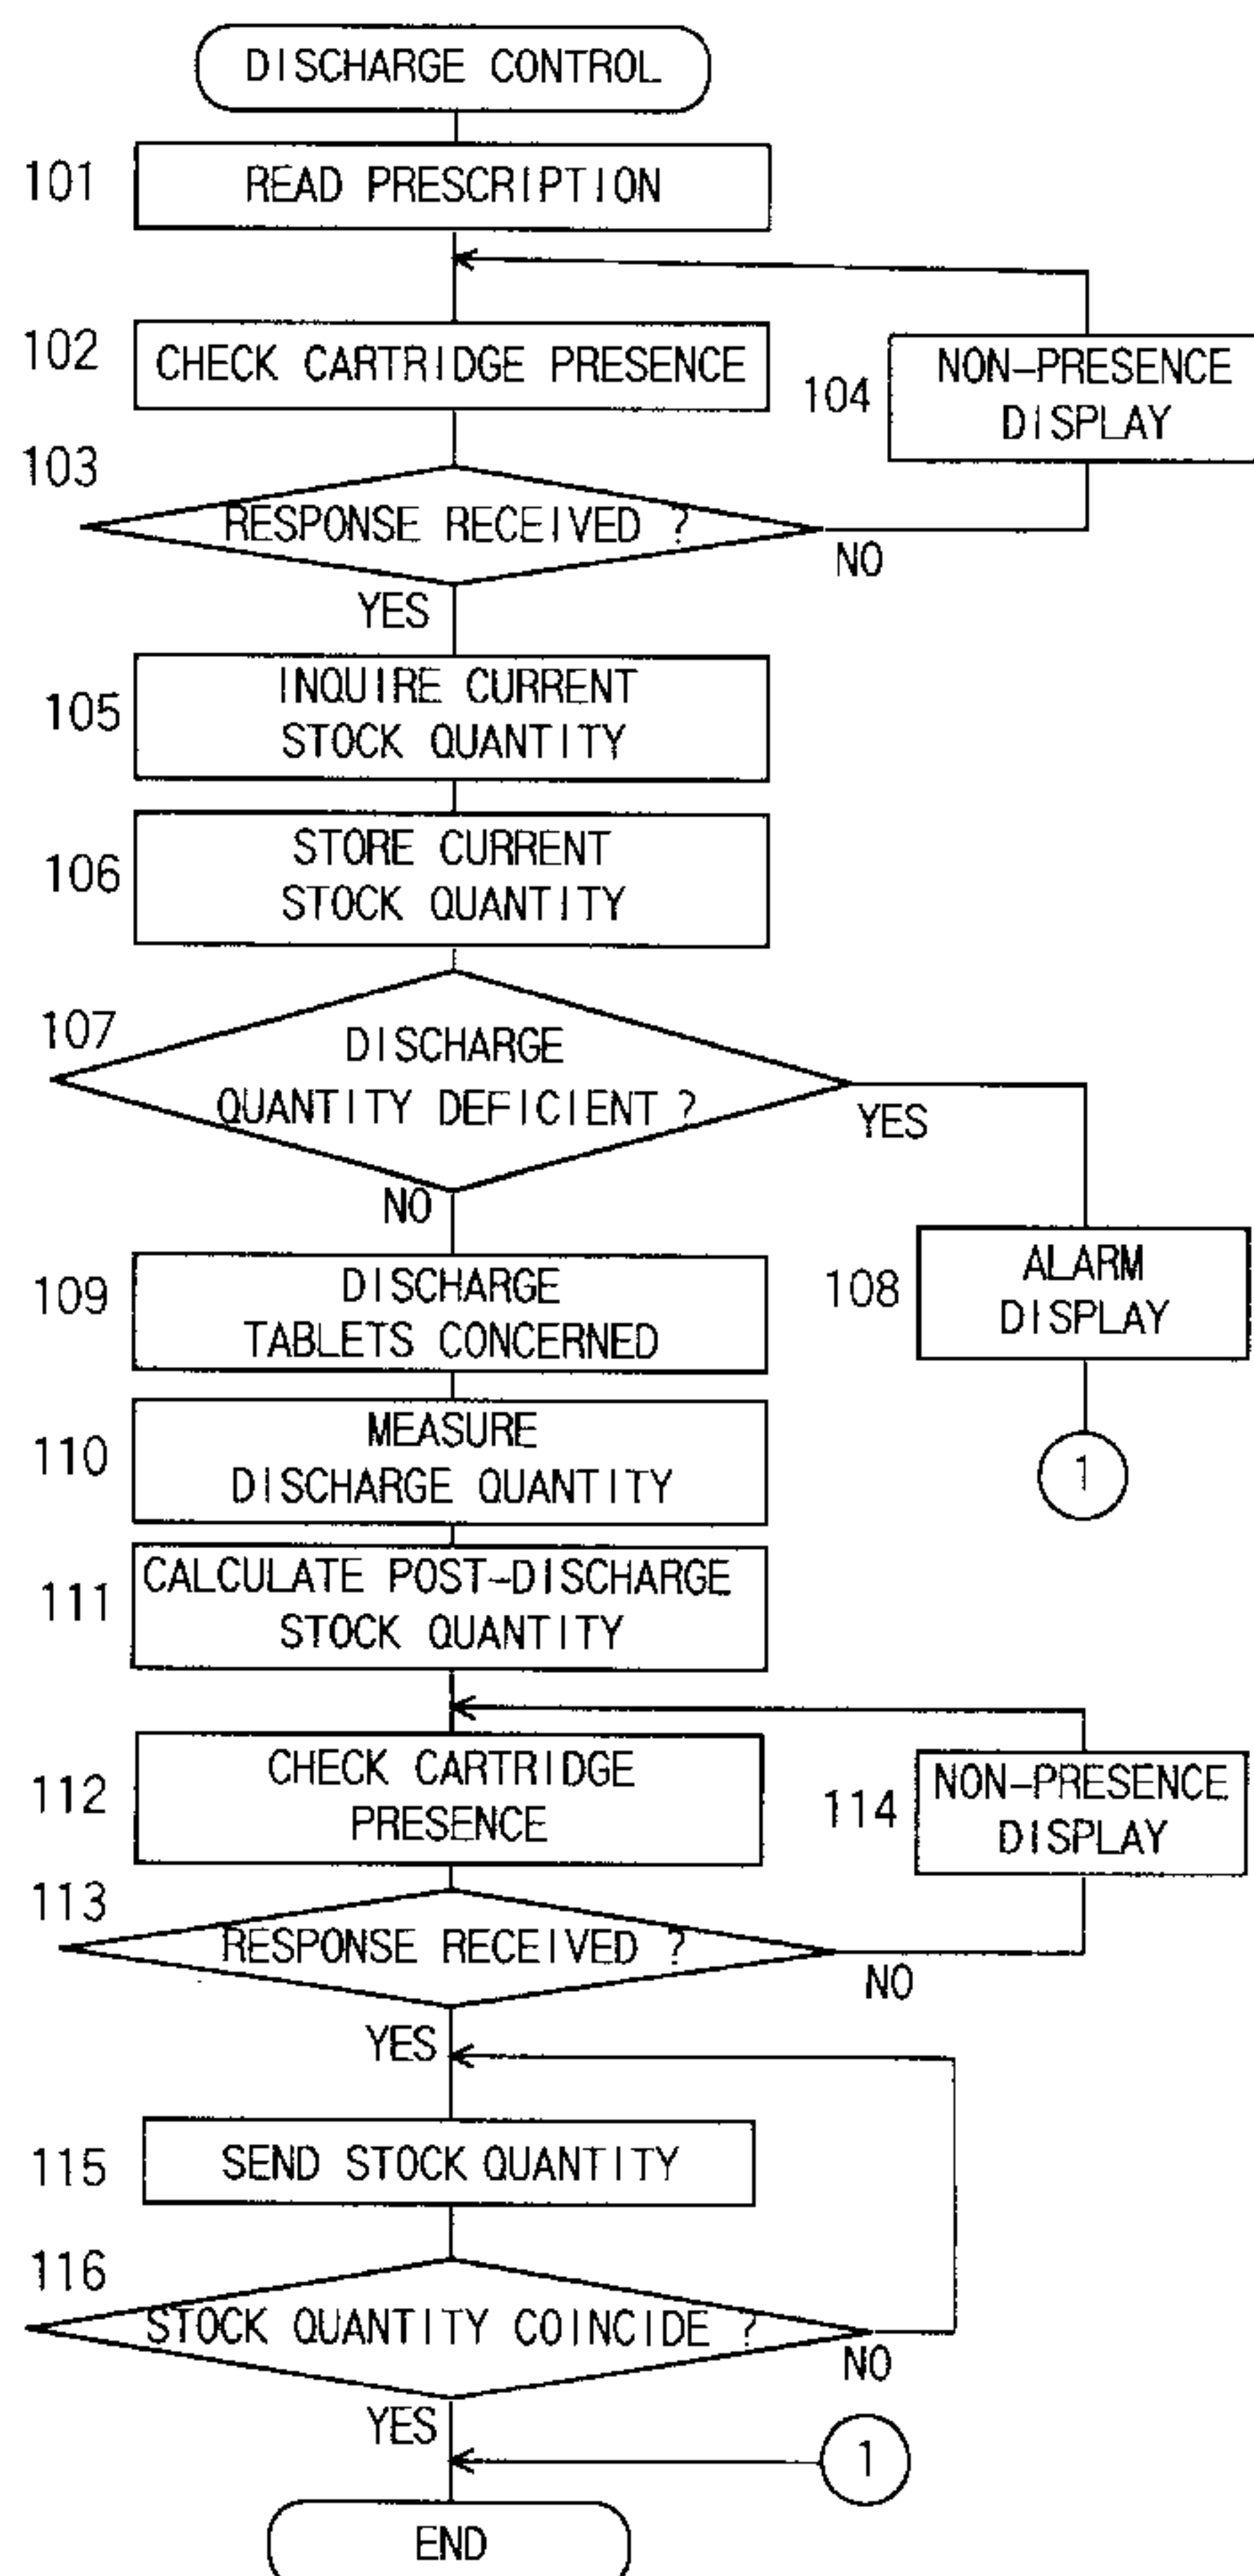 DISCHARGE CONTROL
101
READ PRESCRIPTION
102
CHECK CARTRIDGE PRESENCE
104
NON-PRESENCE
DISPLAY
103
RESPONSE RECEIVED ?
NO
YES
105
INQUIRE CURRENT
STOCK QUANTITY
106
STORE CURRENT
STOCK QUANTITY
107
DISCHARGE
QUANTITY DEFICIENT ?
YES
NO
108
ALARM
DISPLAY
1
109
DISCHARGE
TABLETS CONCERNED
110
MEASURE
DISCHARGE QUANTITY
111
CALCULATE POST-DISCHARGE
STOCK QUANTITY
112
CHECK CARTRIDGE
PRESENCE
114
NON-PRESENCE
DISPLAY
113
RESPONSE RECEIVED ?
NO
YES
115
SEND STOCK QUANTITY
116
STOCK QUANTITY COINCIDE ?
NO
YES
1
END